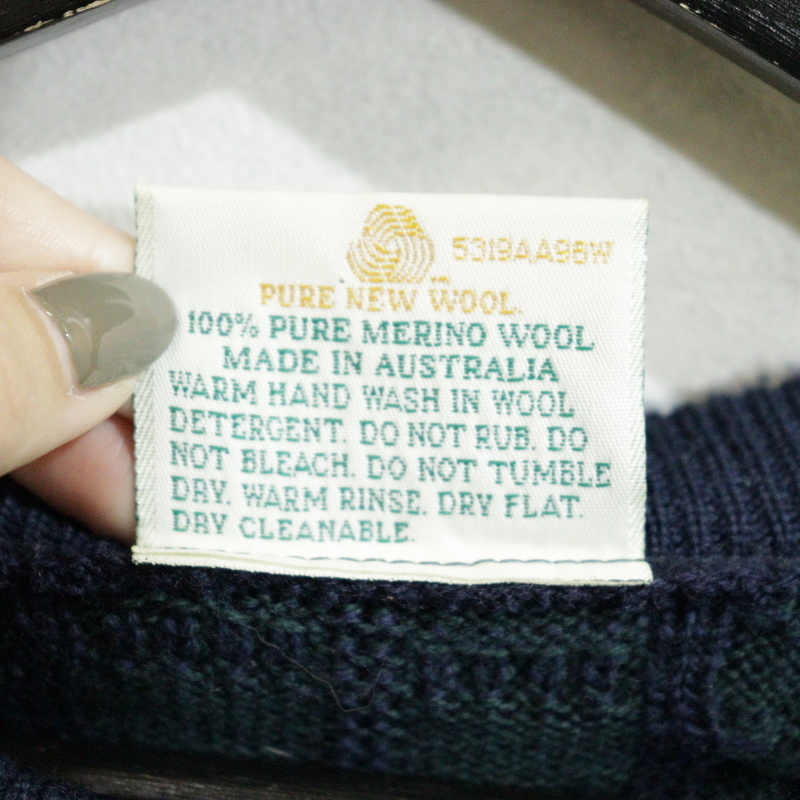 5319AA96W
PURE NEW WOOL.
100% PURE MERINO WOOL
MADE IN AUSTRALIA
WARM HAND WASH IN WOOL
DETERGENT. DO NOT RUB. DO
NOT BLEACH. DO NOT TUMBLE
DRY. WARM RINSE. DRY FLAT.
DRY CLEANABLE.